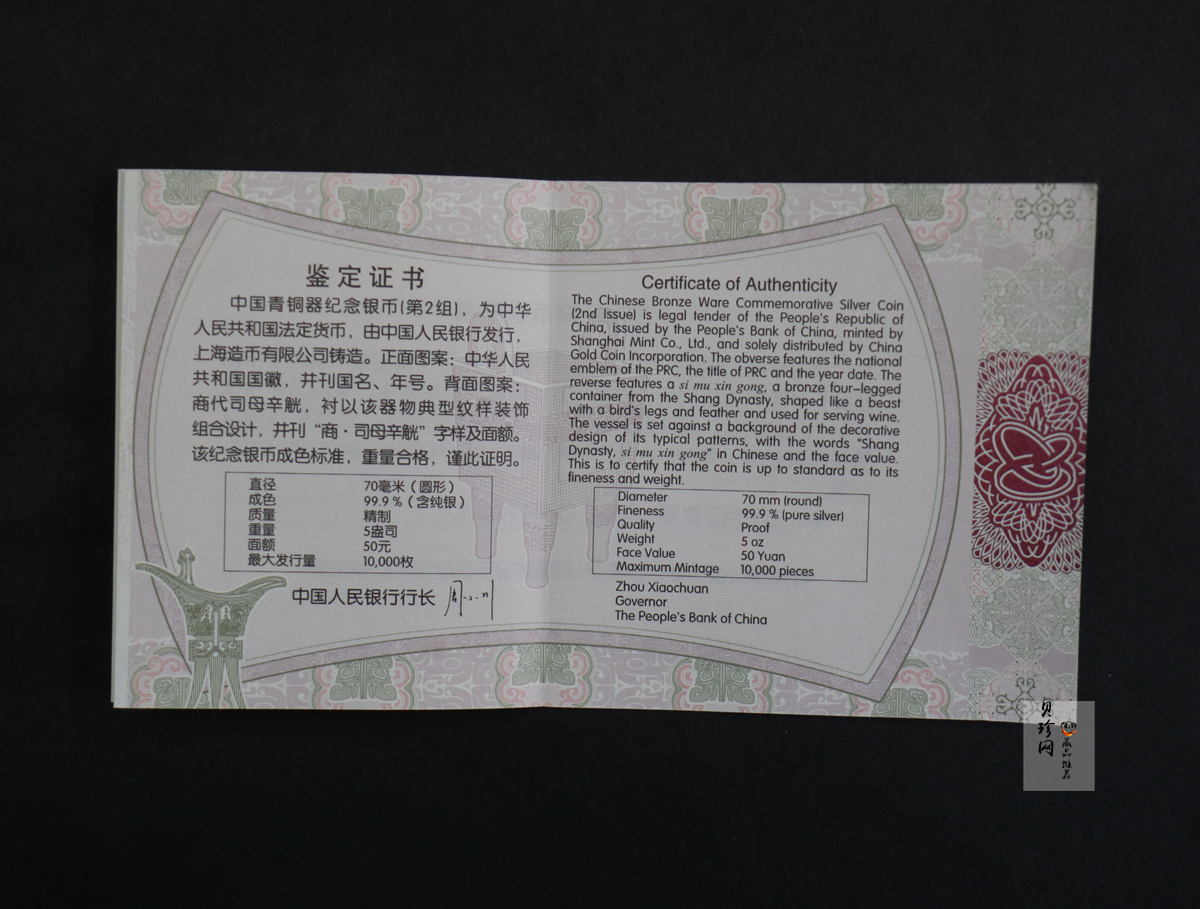 鉴定证书
中国青铜器纪念银币(第2组)，为中华
人民共和国法定货币，由中国人民银行发行，
上海造币有限公司铸造。正面图案：中华人民
共和国国徽，并刊国名、年号。背面图案：
商代司母辛觥，衬以该器物典型纹样装饰
组合设计，并刊“商·司母辛觥”字样及面额。
该纪念银币成色标准，重量合格，谨此证明。
直径 70毫米（圆形）
成色 99.9％（含纯银）
质量 精制
重量 5盎司
面额 50元
最大发行量 10,000枚
中国人民银行行长
Certificate of Authenticity
The Chinese Bronze Ware Commemorative Silver Coin
(2nd Issue) is legal tender of the People's Republic of
China, issued by the People's Bank of China, minted by
Shanghai Mint Co., Ltd., and solely distributed by China
Gold Coin Incorporation. The obverse features the national
emblem of the PRC, the title of PRC and the year date. The
reverse features a si mu xin gong, a bronze four-legged
container from the Shang Dynasty, shaped like a beast
with a bird's legs and feather and used for serving wine.
The vessel is set against a background of the decorative
design of its typical patterns, with the words "Shang
Dynasty, si mu xin gong" in Chinese and the face value.
This is to certify that the coin is up to standard as to its
fineness and weight.
Diameter 70 mm (round)
Fineness 99.9 % (pure silver)
Quality Proof
Weight 5 oz
Face Value 50 Yuan
Maximum Mintage 10,000 pieces
Zhou Xiaochuan
Governor
The People's Bank of China
贝珍网
商品推荐